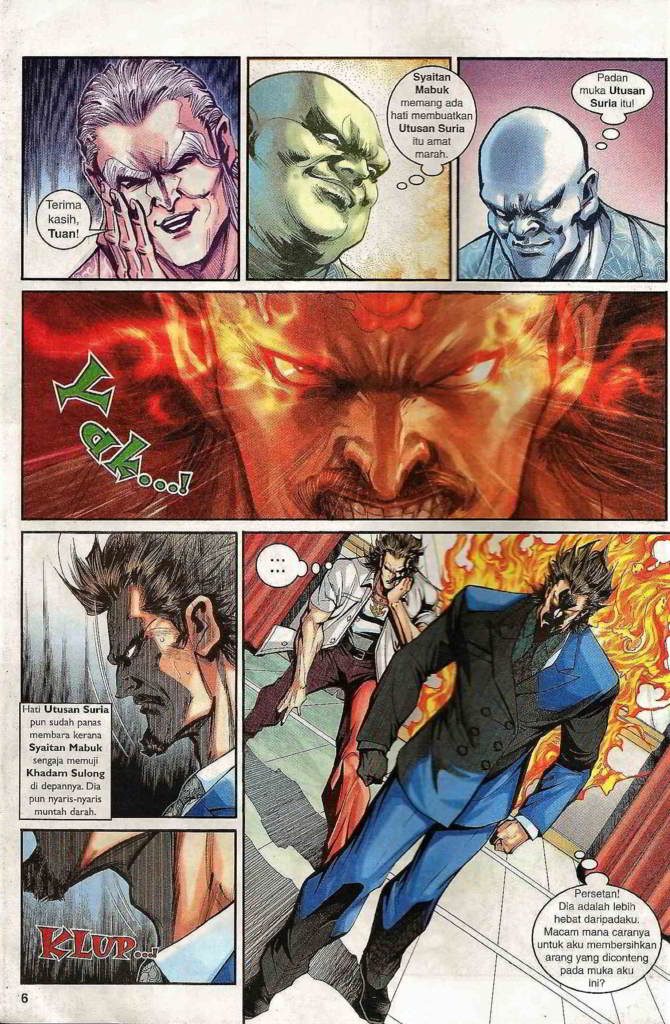 Terima
kasih,
Tuan!
Syaitan
Mabuk
memang ada
hati membuatkan
Utusan Suria
itu amat
marah.
Padan
muka Utusan
Suria itu!
Yak...!
...
...
Hati Utusan Suria
pun sudah panas
membara kerana
Syaitan Mabuk
sengaja memuji
Khadam Sulong
di depannya. Dia
pun nyaris-nyaris
muntah darah.
KLUP...!
Persetan!
Dia adalah lebih
hebat daripadaku.
Macam mana caranya
untuk aku membersihkan
arang yang diconteng
pada muka aku
ini?
6